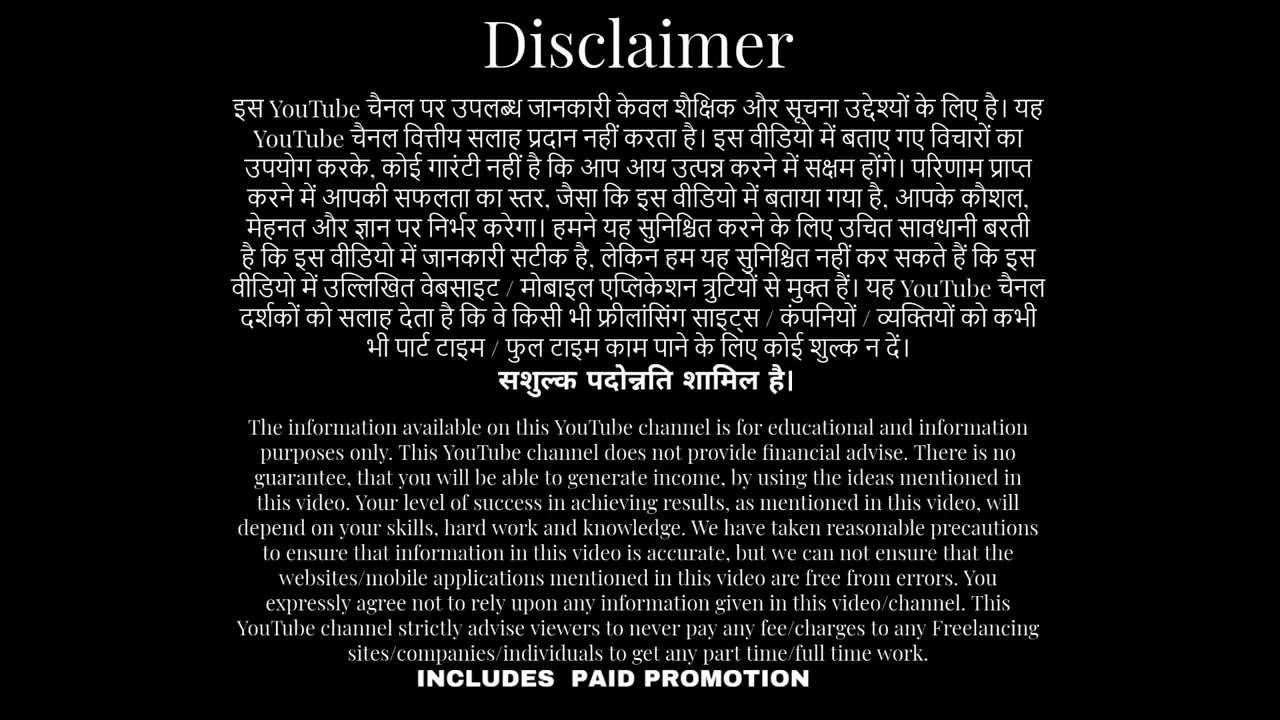 Disclaimer
इस YouTube चैनल पर उपलब्ध जानकारी केवल शैक्षिक और सूचना उद्देश्यों के लिए है। यह
YouTube चैनल वित्तीय सलाह प्रदान नहीं करता है। इस वीडियो में बताए गए विचारों का
उपयोग करके, कोई गारंटी नहीं है कि आप आय उत्पन्न करने में सक्षम होंगे। परिणाम प्राप्त
करने में आपकी सफलता का स्तर, जैसा कि इस वीडियो में बताया गया है, आपके कौशल,
मेहनत और ज्ञान पर निर्भर करेगा। हमने यह सुनिश्चित करने के लिए उचित सावधानी बरती
है कि इस वीडियो में जानकारी सटीक है, लेकिन हम यह सुनिश्चित नहीं कर सकते हैं कि इस
वीडियो में उल्लिखित वेबसाइट / मोबाइल एप्लिकेशन त्रुटियों से मुक्त हैं। यह YouTube चैनल
दर्शकों को सलाह देता है कि वे किसी भी फ्रीलांसिंग साइट्स / कंपनियों / व्यक्तियों को कभी
भी पार्ट टाइम / फुल टाइम काम पाने के लिए कोई शुल्क न दें।
सशुल्क पदोन्नति शामिल है।
The information available on this YouTube channel is for educational and information
purposes only. This YouTube channel does not provide financial advise. There is no
guarantee, that you will be able to generate income, by using the ideas mentioned in
this video. Your level of success in achieving results, as mentioned in this video, will
depend on your skills, hard work and knowledge. We have taken reasonable precautions
to ensure that information in this video is accurate, but we can not ensure that the
websites/mobile applications mentioned in this video are free from errors. You
expressly agree not to rely upon any information given in this video/channel. This
YouTube channel strictly advise viewers to never pay any fee/charges to any Freelancing
sites/companies/individuals to get any part time/full time work.
INCLUDES PAID PROMOTION